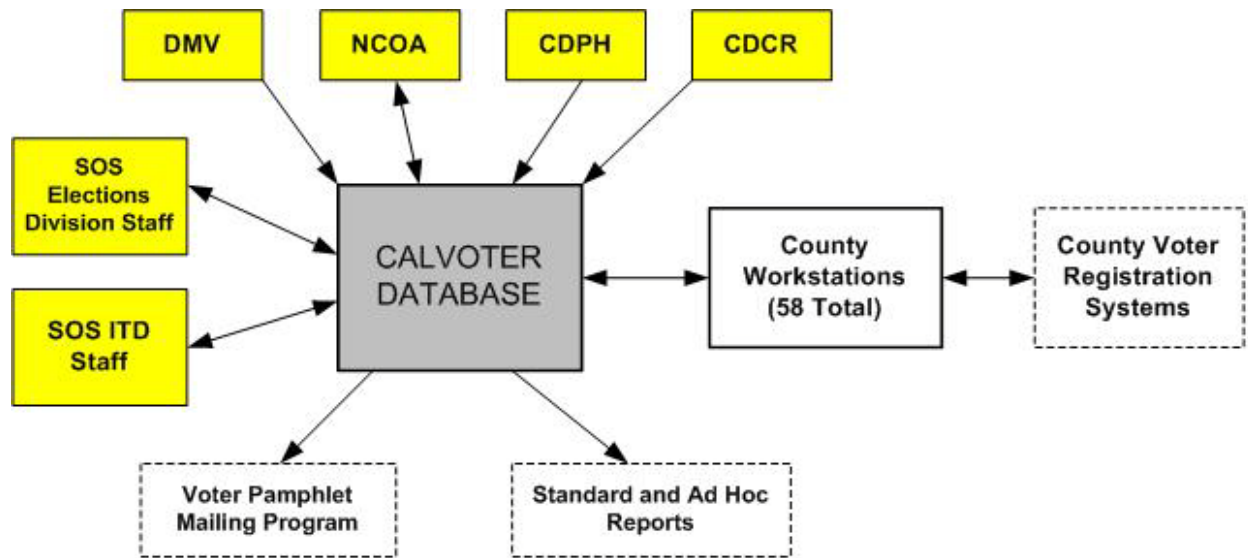 DMV
NCOA
CDPH
CDCR
SOS
Elections
Division Staff
SOS ITD
Staff
CALVOTER
DATABASE
County
Workstations
(58 Total)
County Voter
Registration
Systems
Voter Pamphlet
Mailing Program
Standard and Ad Hoc
Reports